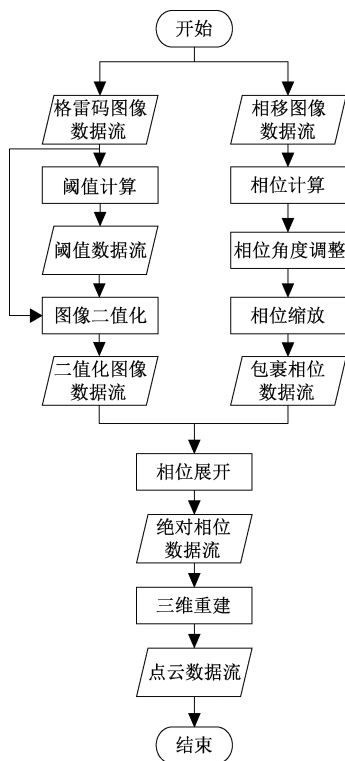 开始
格雷码图像
数据流
相移图像
数据流
阈值计算
相位计算
阈值数据流
相位角度调整
图像二值化
相位缩放
二值化图像
数据流
包裹相位
数据流
相位展开
绝对相位
数据流
三维重建
点云数据流
结束